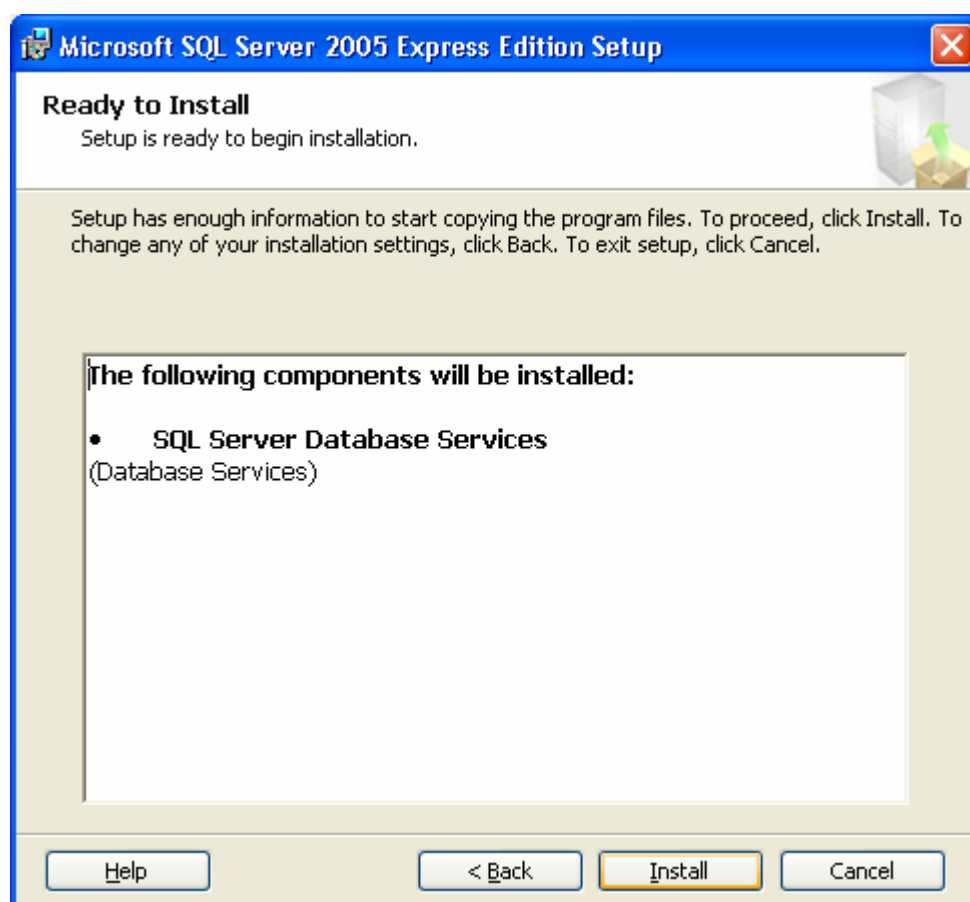 Microsoft SQL Server 2005 Express Edition Setup
Ready to Install
Setup is ready to begin installation.
Setup has enough information to start copying the program files. To proceed, click Install. To
change any of your installation settings, click Back. To exit setup, click Cancel.
The following components will be installed:
• SQL Server Database Services
(Database Services)
Help
< Back
Install
Cancel